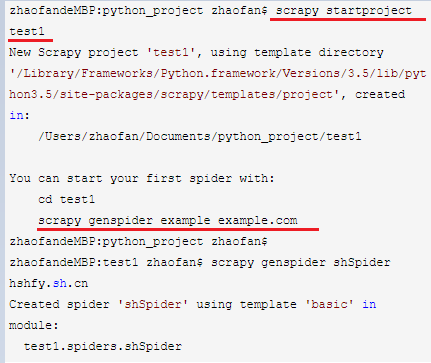 zhaofandeMBP:python_project zhaofan$ scrapy startproject
test1
New Scrapy project 'test1', using template directory
'/Library/Frameworks/Python.framework/Versions/3.5/lib/pyt
hon3.5/site-packages/scrapy/templates/project', created
in:
    /Users/zhaofan/Documents/python_project/test1

You can start your first spider with:
    cd test1
    scrapy genspider example example.com
zhaofandeMBP:python_project zhaofan$
zhaofandeMBP:test1 zhaofan$ scrapy genspider shSpider
hshfy.sh.cn
Created spider 'shSpider' using template 'basic' in
module:
  test1.spiders.shSpider